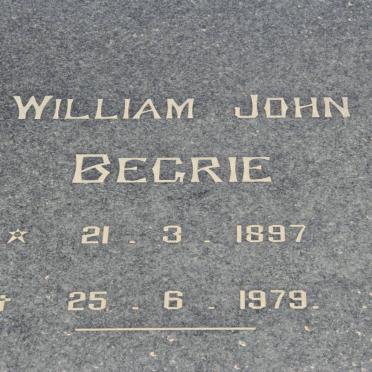 WILLIAM JOHN
BEGRIE
☆ 21 . 3 . 1897
† 25 . 6 . 1979.